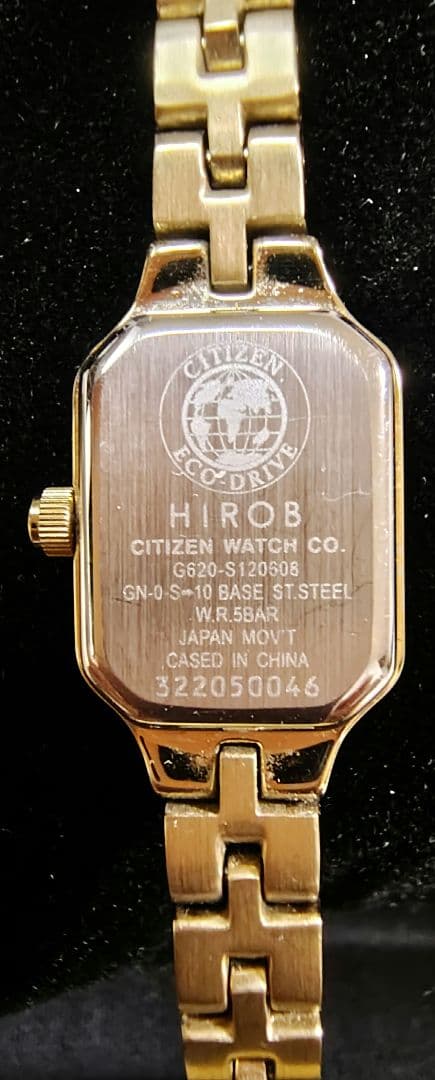 CITIZEN
ECO-DRIVE
HIROB
CITIZEN WATCH CO.
G620-S120608
GN-0-S-10 BASE ST.STEEL
W.R.5BAR
JAPAN MOV'T
CASED IN CHINA
322050046